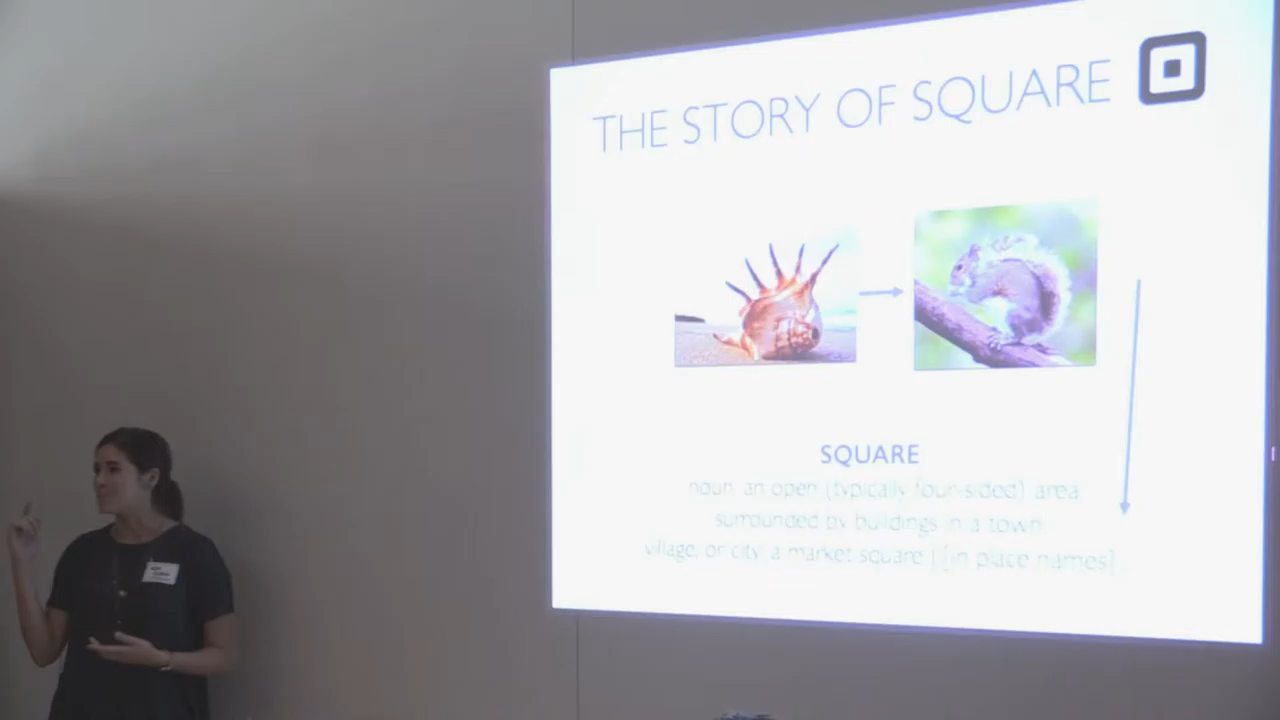 THE STORY OF SQUARE
SQUARE
noun: an open (typically four-sided) area
surrounded by buildings in a town,
village, or city: a market square | [in place names]